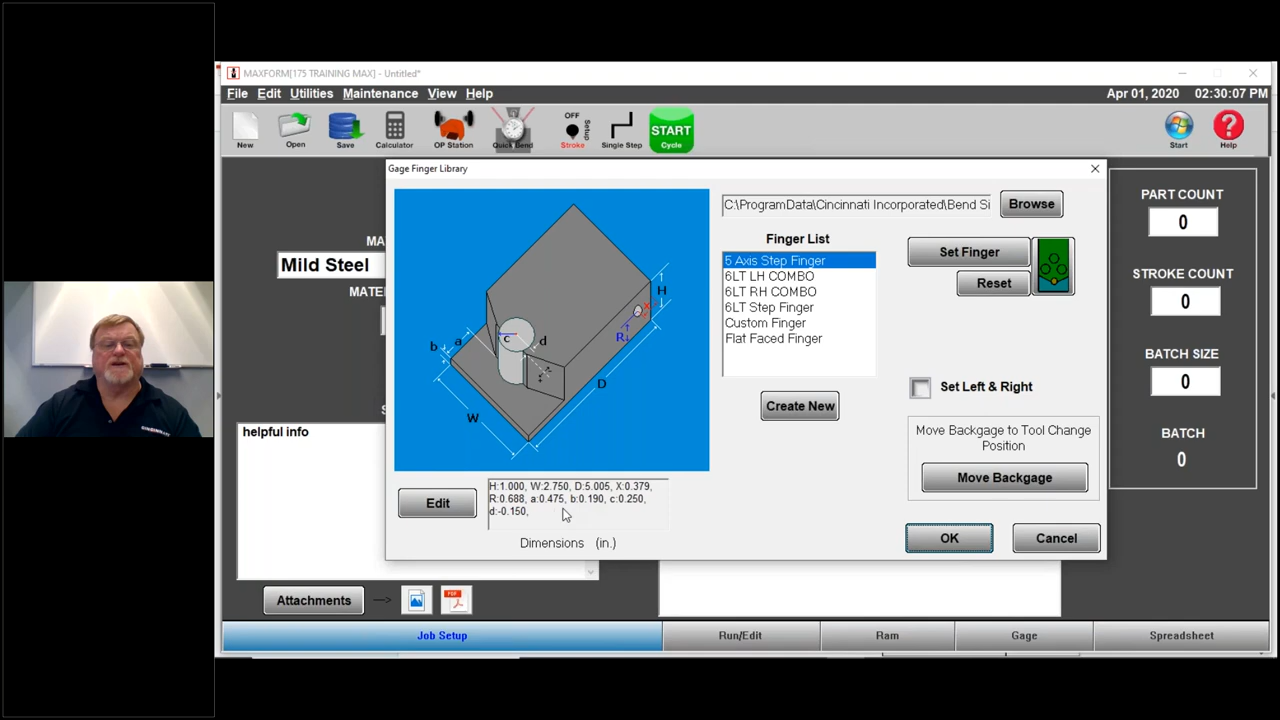 MAXFORM[175 TRAINING MAX] - Untitled*
File Edit Utilities Maintenance View Help
Apr 01, 2020 02:30:07 PM
New
Open
Save
Calculator
OP Station
Quick Bend
OFF
Setup
Stroke
Single Step
START
Cycle
Start
Help
Gage Finger Library
C:\ProgramData\Cincinnati Incorporated\Bend Si
Browse
Finger List
5 Axis Step Finger
6LT LH COMBO
6LT RH COMBO
6LT Step Finger
Custom Finger
Flat Faced Finger
Create New
Set Finger
Reset
Set Left & Right
Move Backgage to Tool Change
Position
Move Backgage
OK
Cancel
H
X
R
c
d
a
b
W
D
Edit
H:1.000, W:2.750, D:5.005, X:0.379,
R:0.688, a:0.475, b:0.190, c:0.250,
d:-0.150,
Dimensions (in.)
MA
Mild Steel
MATE
S
helpful info
Attachments
PDF
PART COUNT
0
STROKE COUNT
0
BATCH SIZE
0
BATCH
0
Job Setup
Run/Edit
Ram
Gage
Spreadsheet